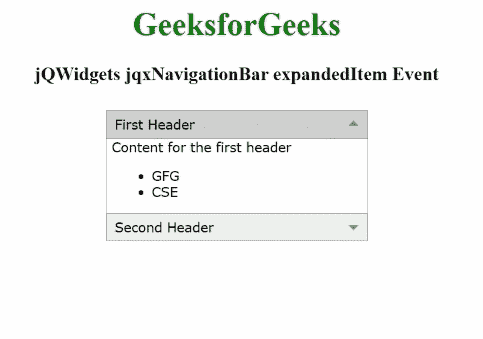 GeeksforGeeks
jQWidgets jqxNavigationBar expandedItem Event
First Header
Content for the first header
GFG
CSE
Second Header